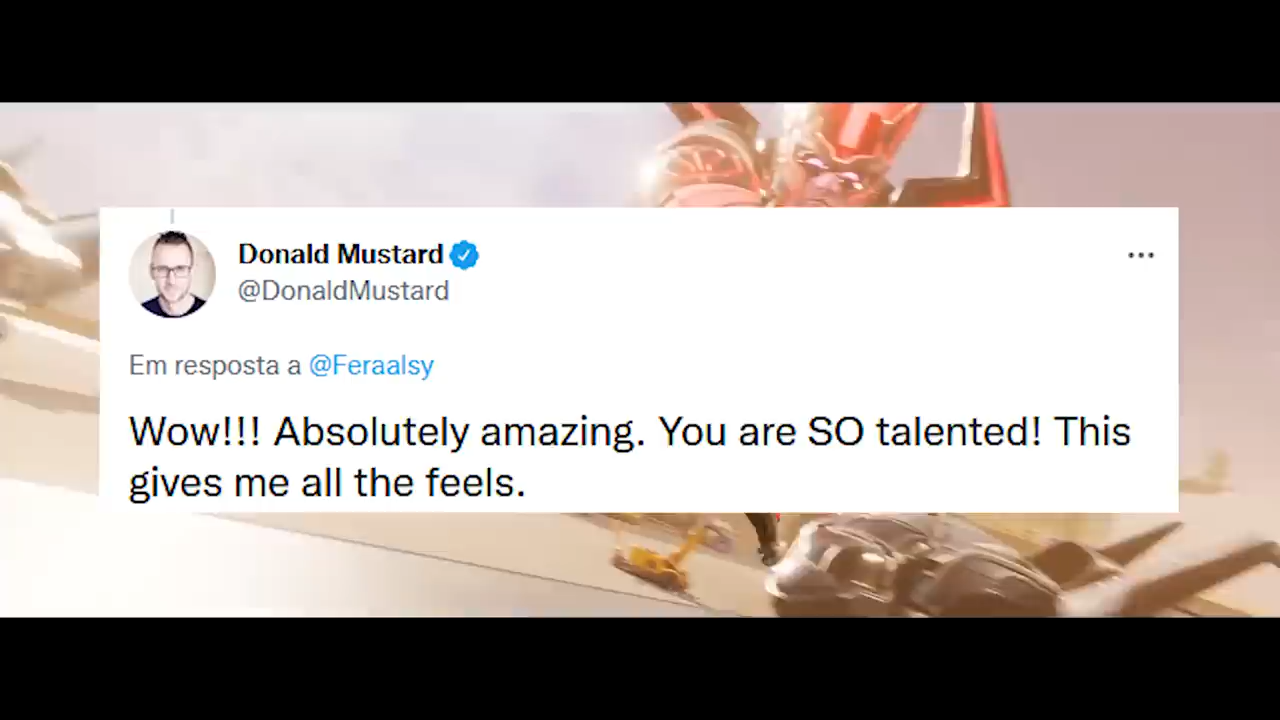 Donald Mustard
@DonaldMustard
Em resposta a @Feraalsy
Wow!!! Absolutely amazing. You are SO talented! This
gives me all the feels.